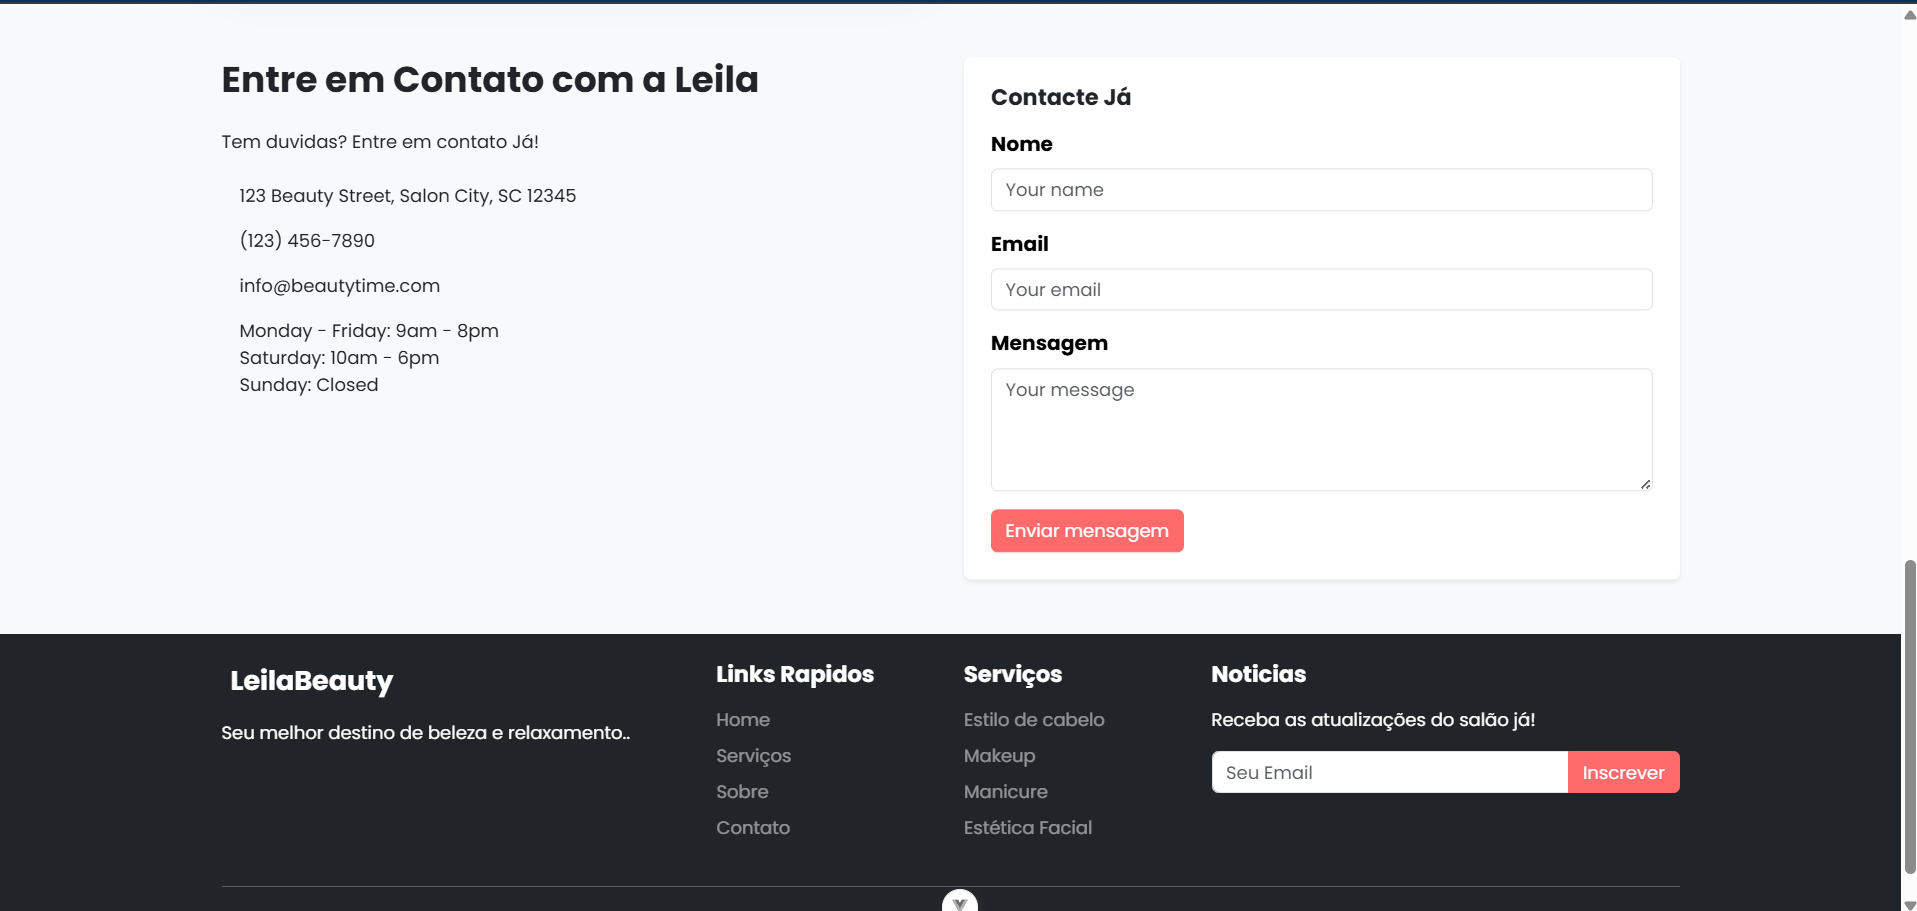 Entre em Contato com a Leila
Tem duvidas? Entre em contato Já!
123 Beauty Street, Salon City, SC 12345
(123) 456-7890
info@beautytime.com
Monday - Friday: 9am - 8pm
Saturday: 10am - 6pm
Sunday: Closed
Contacte Já
Nome
Your name
Email
Your email
Mensagem
Your message
Enviar mensagem
LeilaBeauty
Seu melhor destino de beleza e relaxamento..
Links Rapidos
Home
Serviços
Sobre
Contato
Serviços
Estilo de cabelo
Makeup
Manicure
Estética Facial
Noticias
Receba as atualizações do salão já!
Seu Email
Inscrever